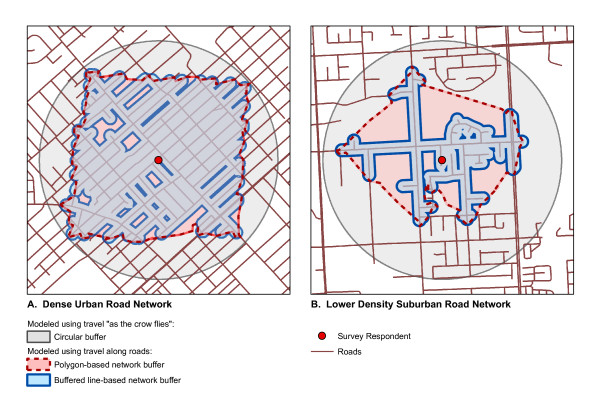 A. Dense Urban Road Network
B. Lower Density Suburban Road Network
Modeled using travel "as the crow flies":
Circular buffer
Modeled using travel along roads:
Polygon-based network buffer
Buffered line-based network buffer
Survey Respondent
Roads